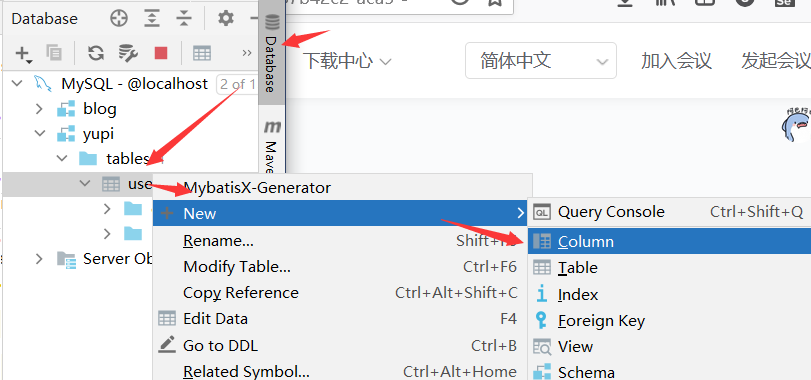 Database
MySQL - @localhost 2 of 1
blog
yupi
tables
use
Server Ob
Database
m Mave
下载中心
简体中文
加入会议
发起会议
MybatisX-Generator
New
Rename...
Modify Table... Ctrl+F6
Copy Reference Ctrl+Alt+Shift+C
Edit Data F4
Go to DDL Ctrl+B
Related Symbol... Ctrl+Alt+Home
QL Query Console Ctrl+Shift+Q
Column
Table
Index
Foreign Key
View
Schema